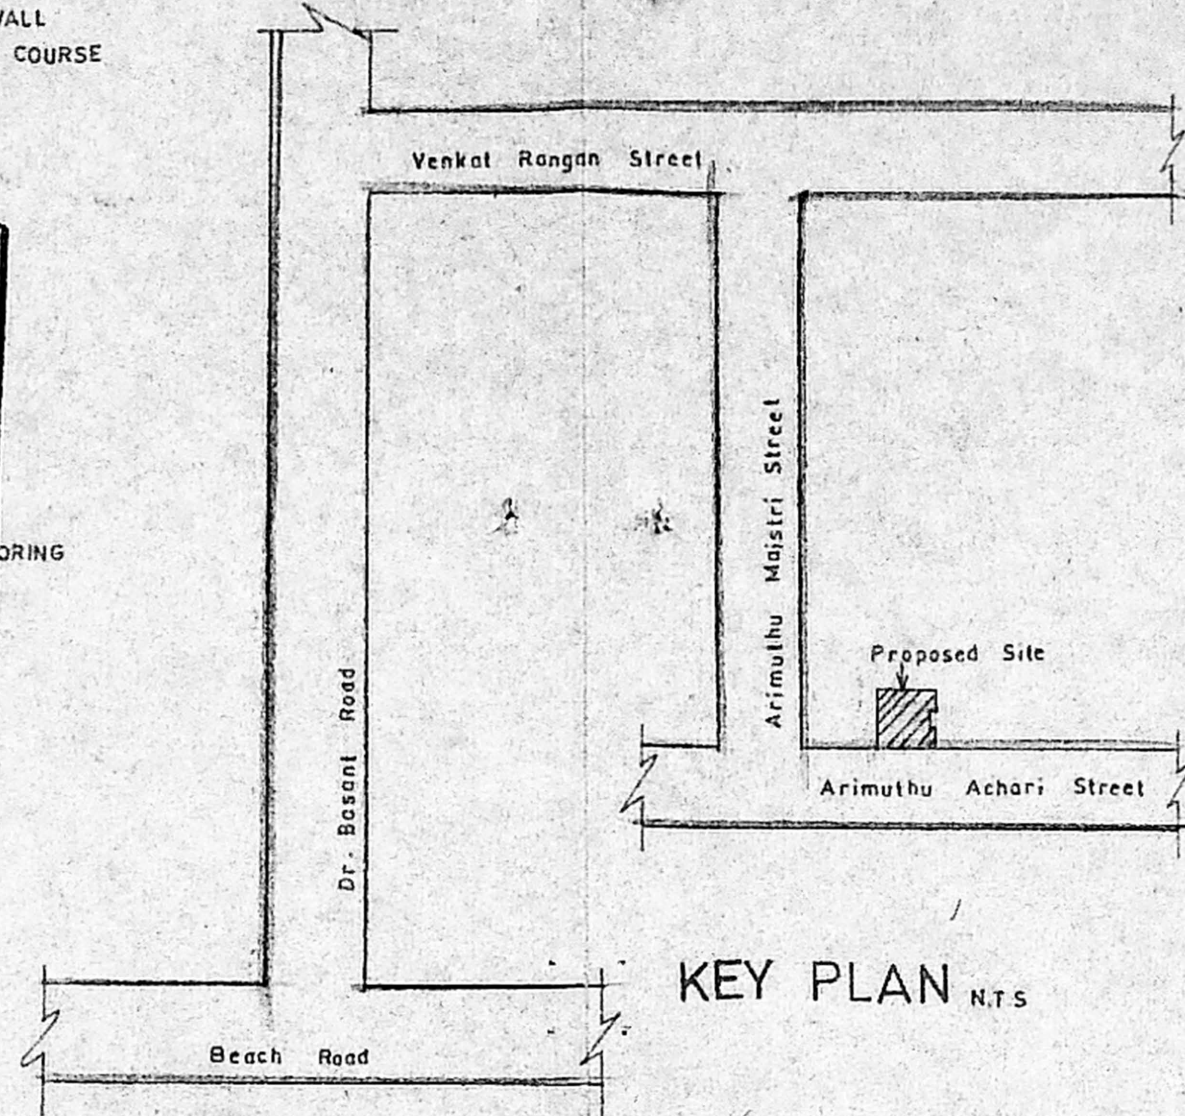 WALL
COURSE
Venkat Rangan Street
Arimuthu Maistri Street
ORING
Proposed Site
Dr. Basant Road
Arimuthu Achari Street
KEY PLAN N.T.S
Beach Road